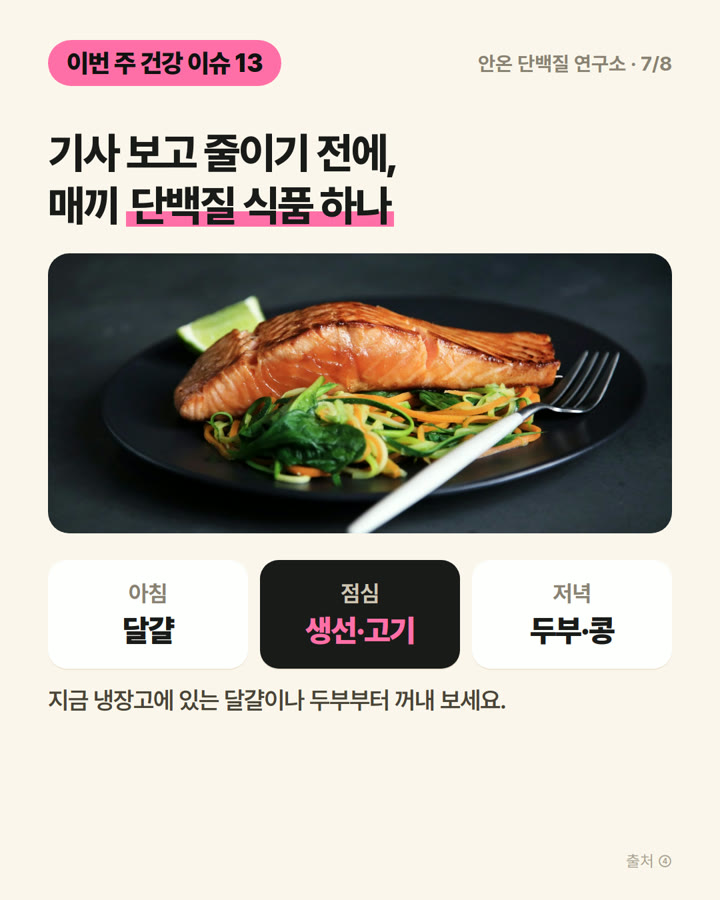 이번 주 건강 이슈 13
안온 단백질 연구소 · 7/8
기사 보고 줄이기 전에,
매끼 단백질 식품 하나
아침
달걀
점심
생선·고기
저녁
두부·콩
지금 냉장고에 있는 달걀이나 두부부터 꺼내 보세요.
출처 ④